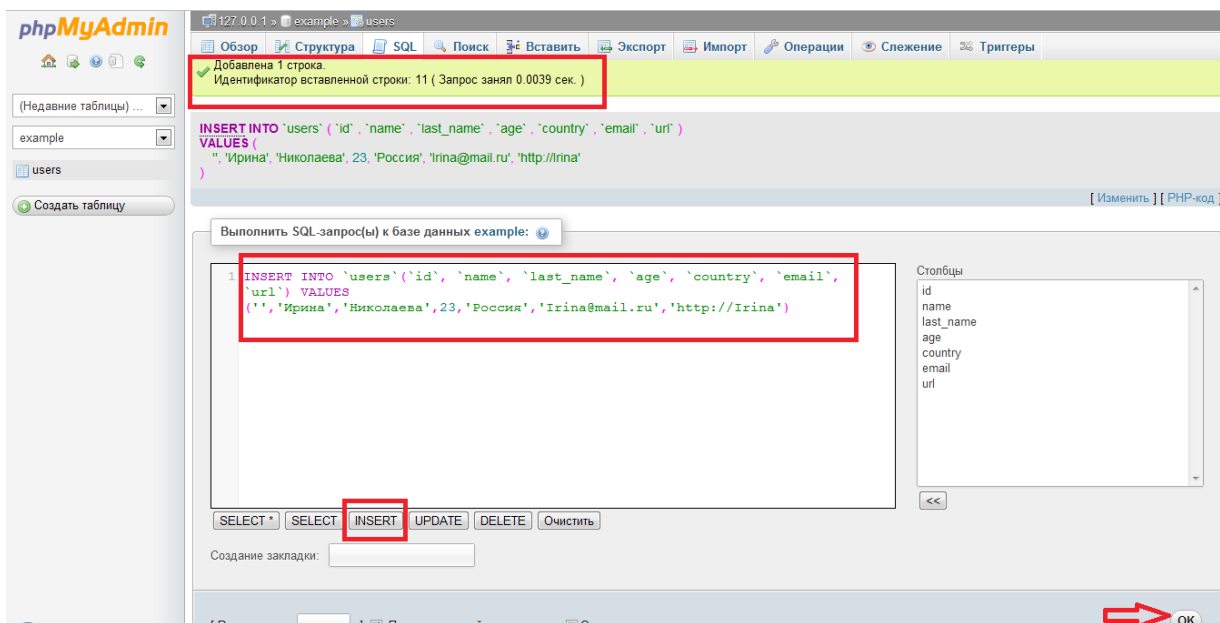 phpMyAdmin
127.0.0.1 » example » users
Обзор Структура SQL Поиск Вставить Экспорт Импорт Операции Слежение Триггеры
Добавлена 1 строка.
Идентификатор вставленной строки: 11 ( Запрос занял 0.0039 сек. )
(Недавние таблицы) ...
example
users
Создать таблицу
INSERT INTO `users` ( `id` , `name` , `last_name` , `age` , `country` , `email` , `url` )
VALUES (
'', 'Ирина', 'Николаева', 23, 'Россия', 'Irina@mail.ru', 'http://Irina'
)
[ Изменить ] [ PHP-код ]
Выполнить SQL-запрос(ы) к базе данных example:
1 INSERT INTO `users`(`id`, `name`, `last_name`, `age`, `country`, `email`,
`url`) VALUES
('','Ирина','Николаева',23,'Россия','Irina@mail.ru','http://Irina')
Столбцы
id
name
last_name
age
country
email
url
<<
SELECT * SELECT INSERT UPDATE DELETE Очистить
Создание закладки:
OK